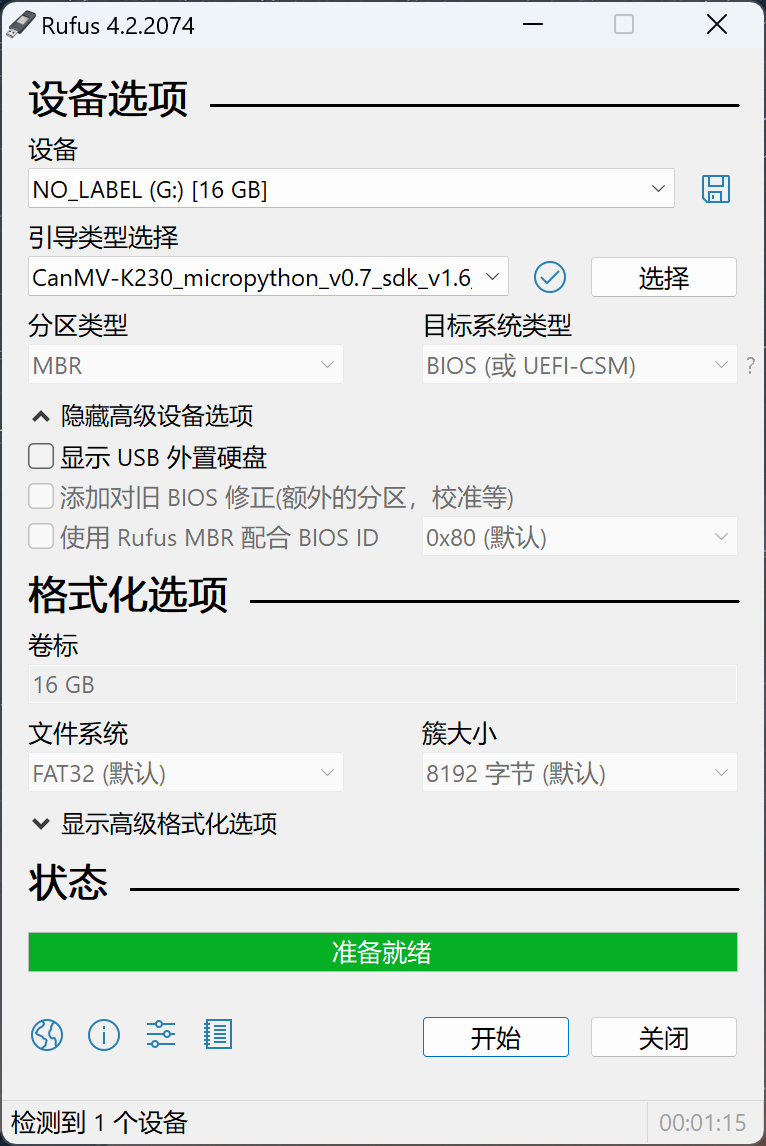 Rufus 4.2.2074
设备选项
设备
NO_LABEL (G:) [16 GB]
引导类型选择
CanMV-K230_micropython_v0.7_sdk_v1.6_
选择
分区类型
目标系统类型
MBR
BIOS (或 UEFI-CSM)
?
隐藏高级设备选项
显示 USB 外置硬盘
添加对旧 BIOS 修正(额外的分区，校准等)
使用 Rufus MBR 配合 BIOS ID
0x80 (默认)
格式化选项
卷标
16 GB
文件系统
簇大小
FAT32 (默认)
8192 字节 (默认)
显示高级格式化选项
状态
准备就绪
开始
关闭
检测到 1 个设备
00:01:15